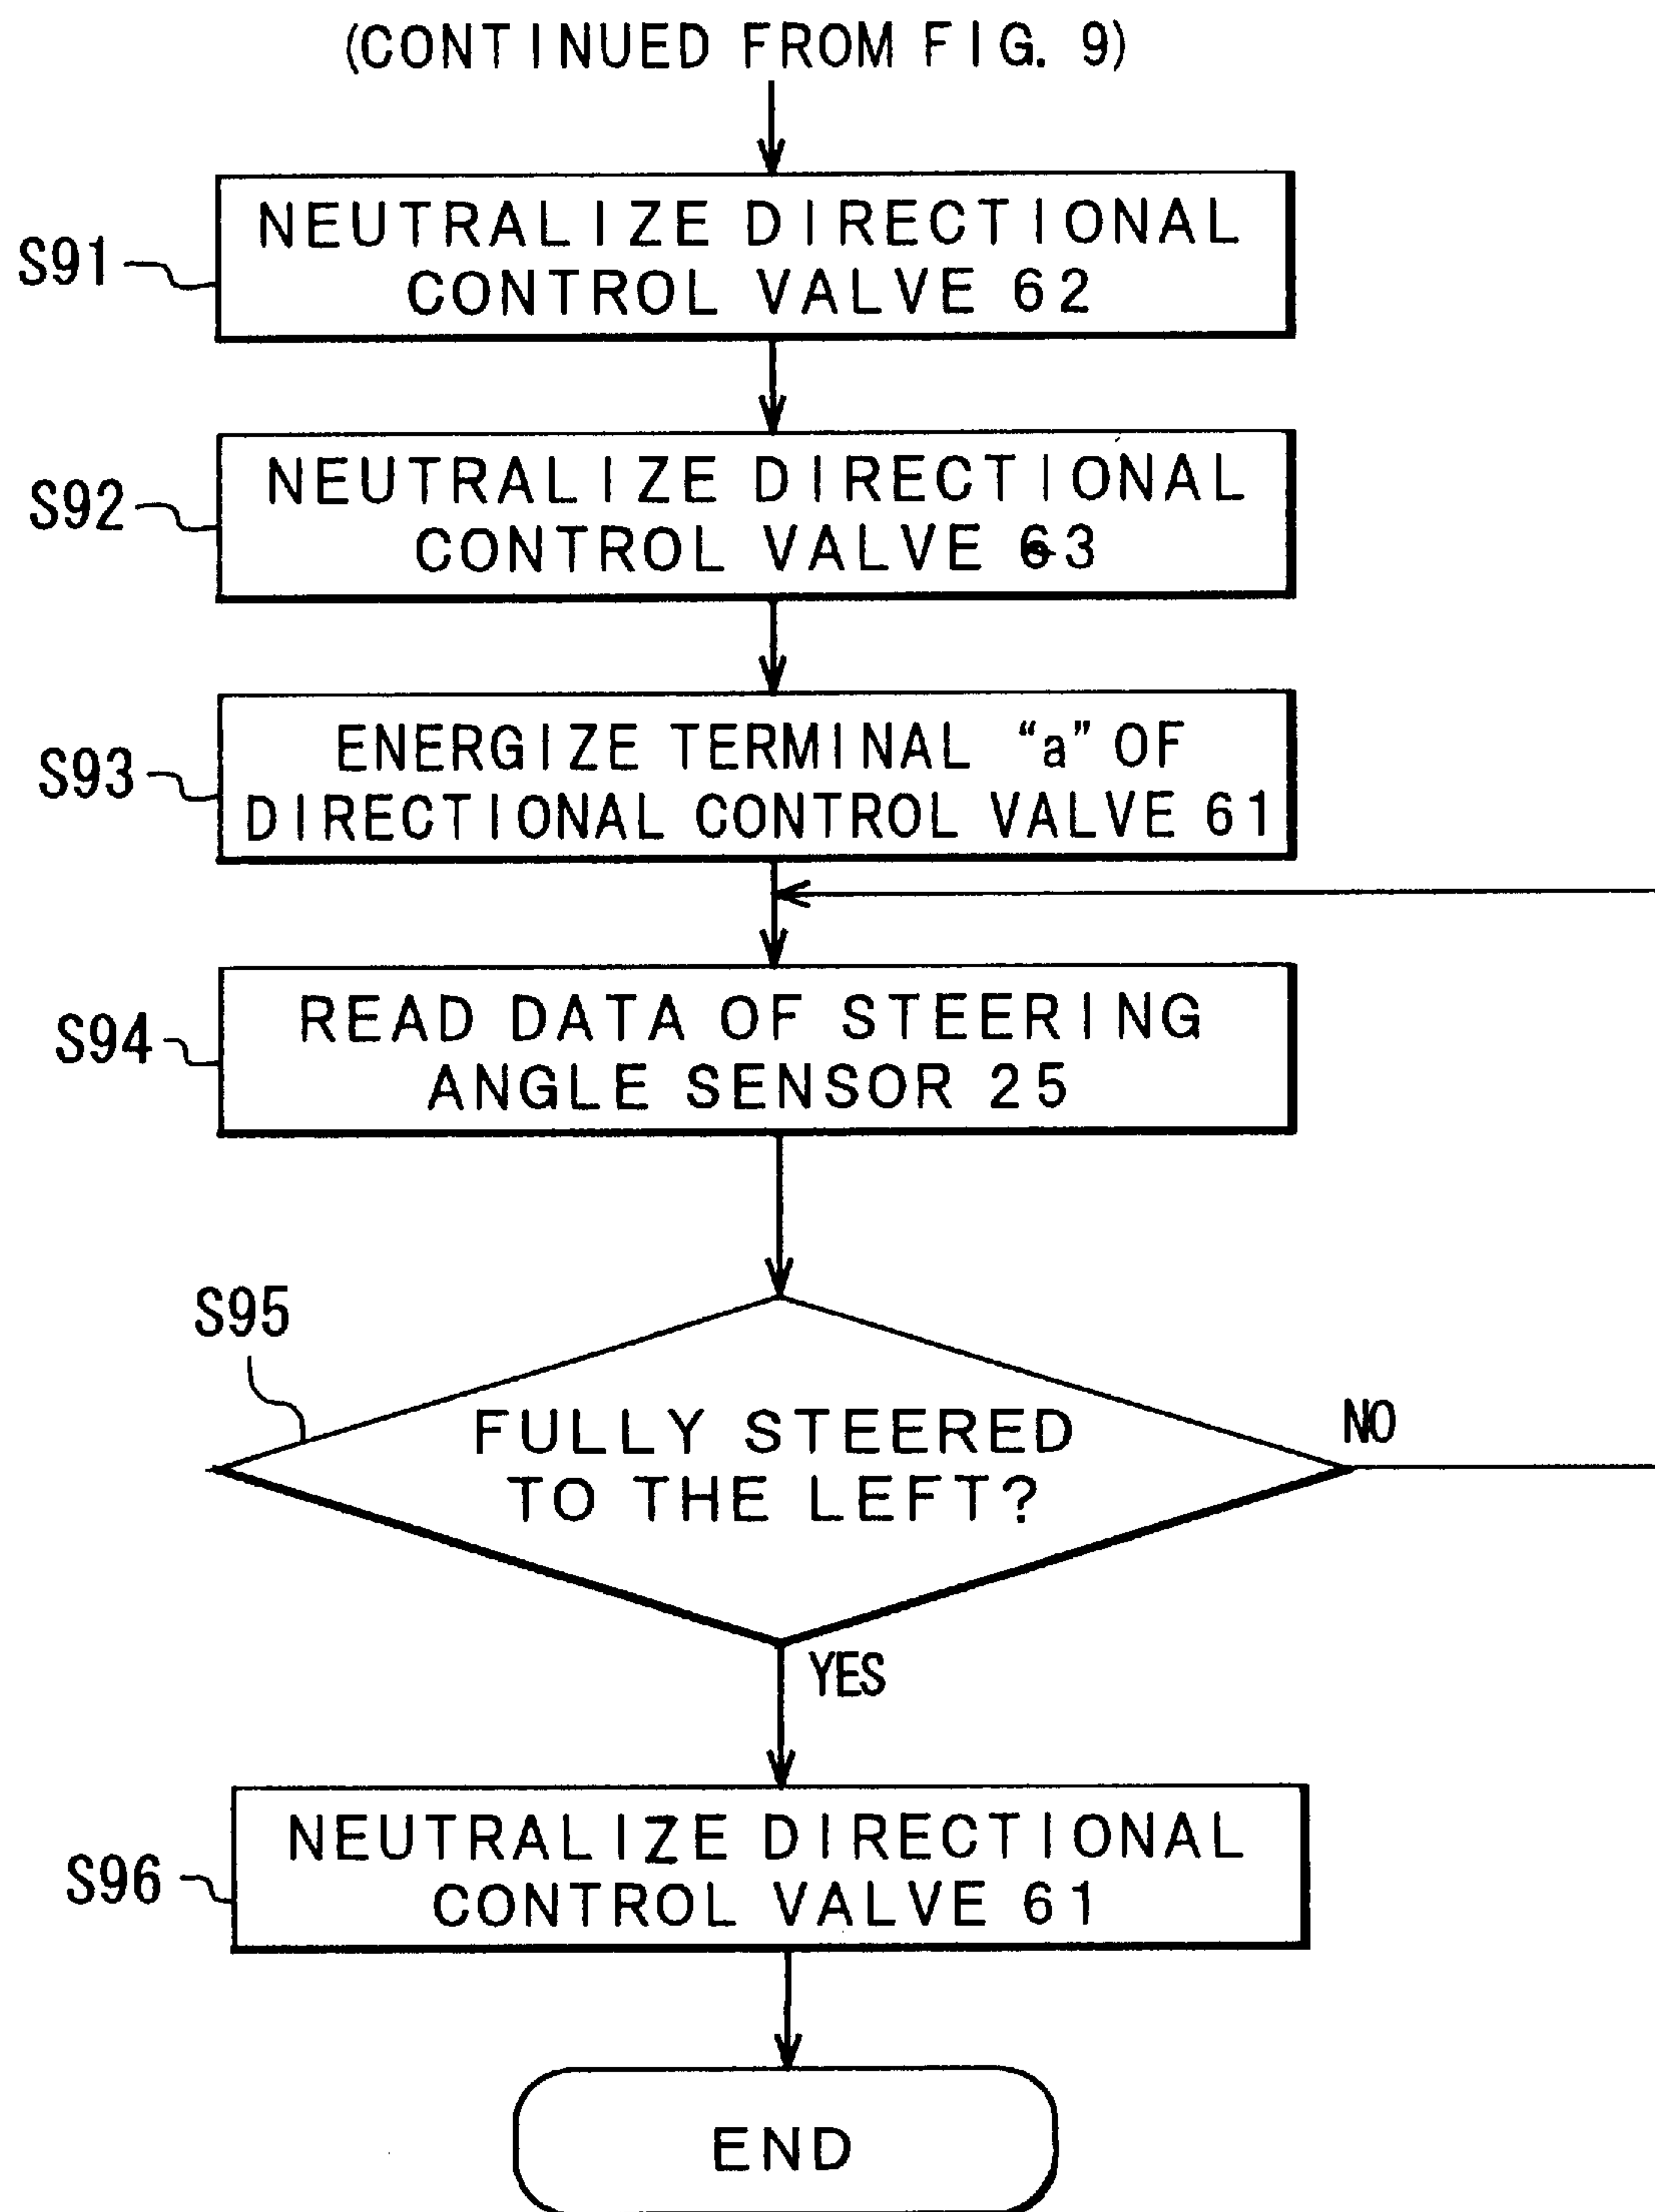 (CONTINUED FROM FIG. 9)
S91
NEUTRALIZE DIRECTIONAL
CONTROL VALVE 62
S92
NEUTRALIZE DIRECTIONAL
CONTROL VALVE 63
S93
ENERGIZE TERMINAL “a” OF
DIRECTIONAL CONTROL VALVE 61
S94
READ DATA OF STEERING
ANGLE SENSOR 25
S95
FULLY STEERED
TO THE LEFT?
NO
YES
S96
NEUTRALIZE DIRECTIONAL
CONTROL VALVE 61
END